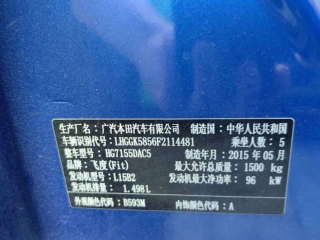 生产厂名：广汽本田汽车有限公司 制造国：中华人民共和国
车辆识别代号：LHGGK5856F2114481 乘坐人数：5
整车型号：HG7155DAC5 制造年月：2015 年 05 月
品牌：飞度(Fit) 最大允许总质量：1500 kg
发动机型号：L15B2 发动机最大净功率：96 kW
发动机排量：1.498L
外观颜色代码：B593M 内饰颜色代码：A